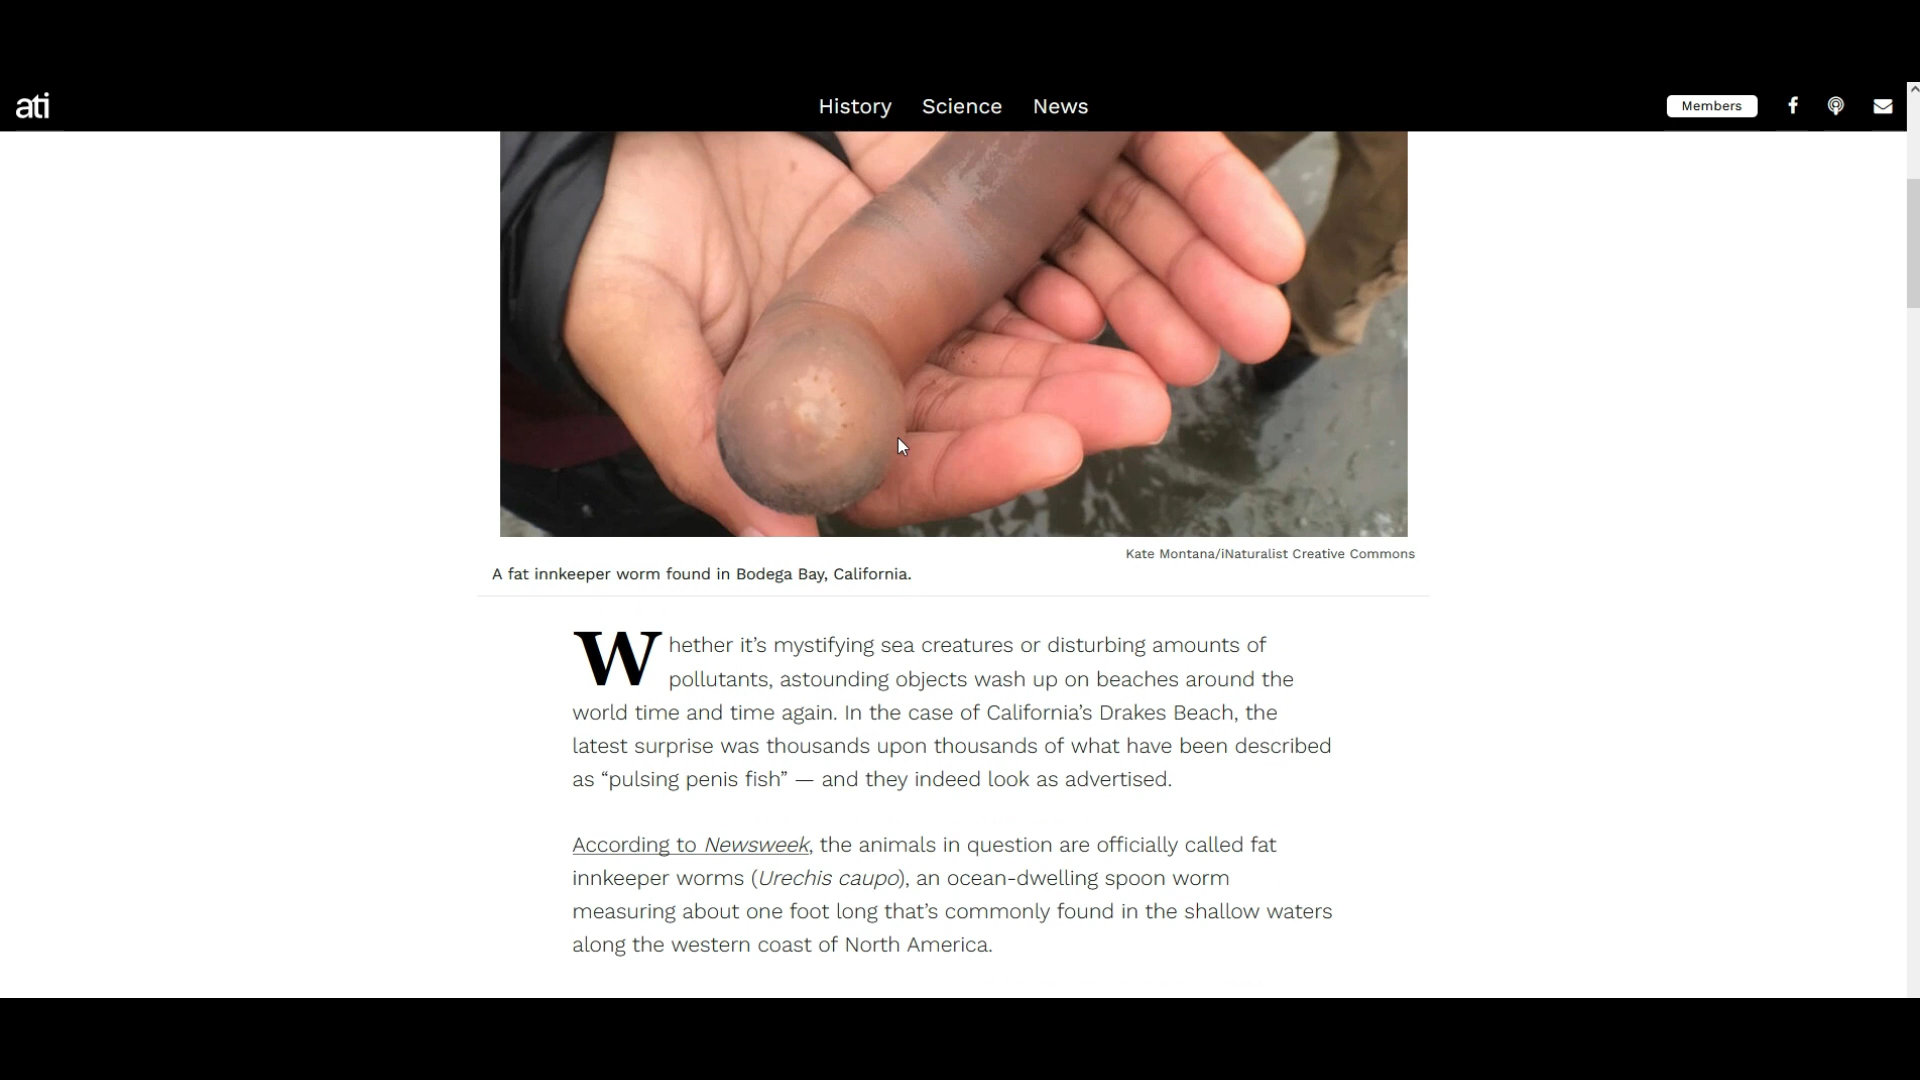 ati
History Science News
Members
Kate Montana/iNaturalist Creative Commons
A fat innkeeper worm found in Bodega Bay, California.
Whether it’s mystifying sea creatures or disturbing amounts of
pollutants, astounding objects wash up on beaches around the
world time and time again. In the case of California’s Drakes Beach, the
latest surprise was thousands upon thousands of what have been described
as “pulsing penis fish” — and they indeed look as advertised.
According to Newsweek, the animals in question are officially called fat
innkeeper worms (Urechis caupo), an ocean-dwelling spoon worm
measuring about one foot long that’s commonly found in the shallow waters
along the western coast of North America.